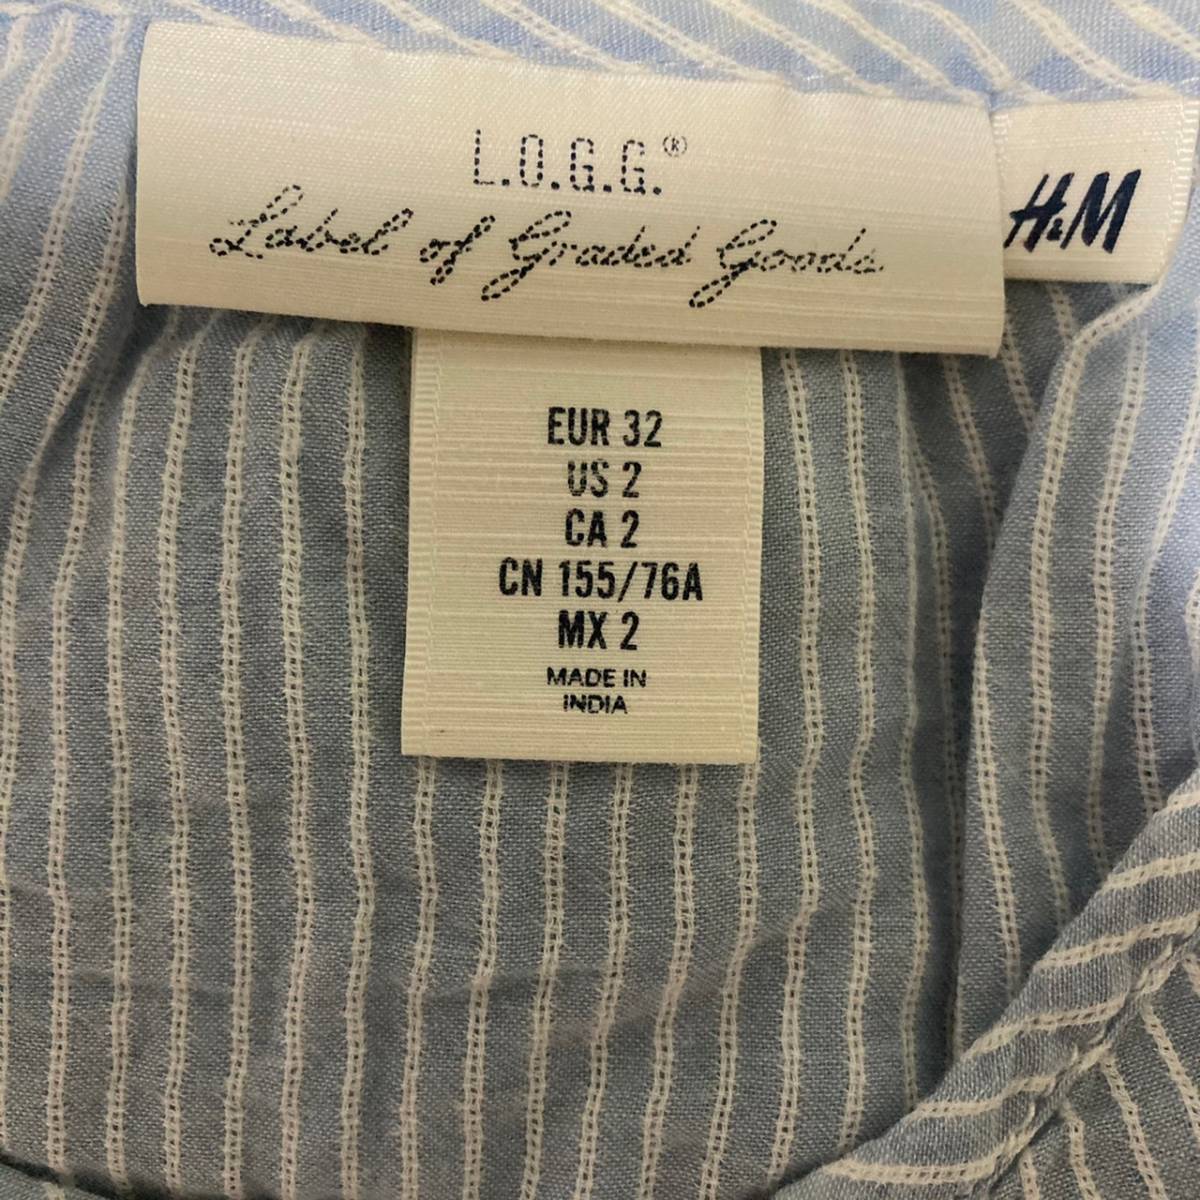 L.O.G.G.®
Label of Graded Goods
H&M
EUR 32
US 2
CA 2
CN 155/76A
MX 2
MADE IN
INDIA